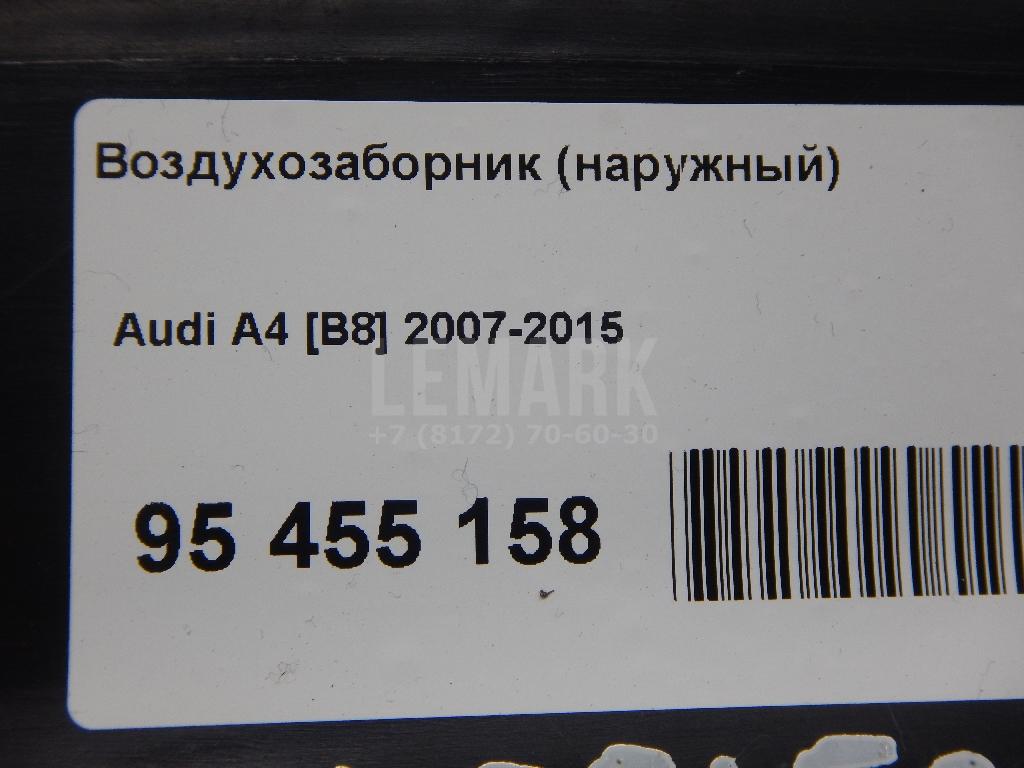 Воздухозаборник (наружный)
Audi A4 [B8] 2007-2015
LEMARK
+7 (8172) 70-60-30
95 455 158